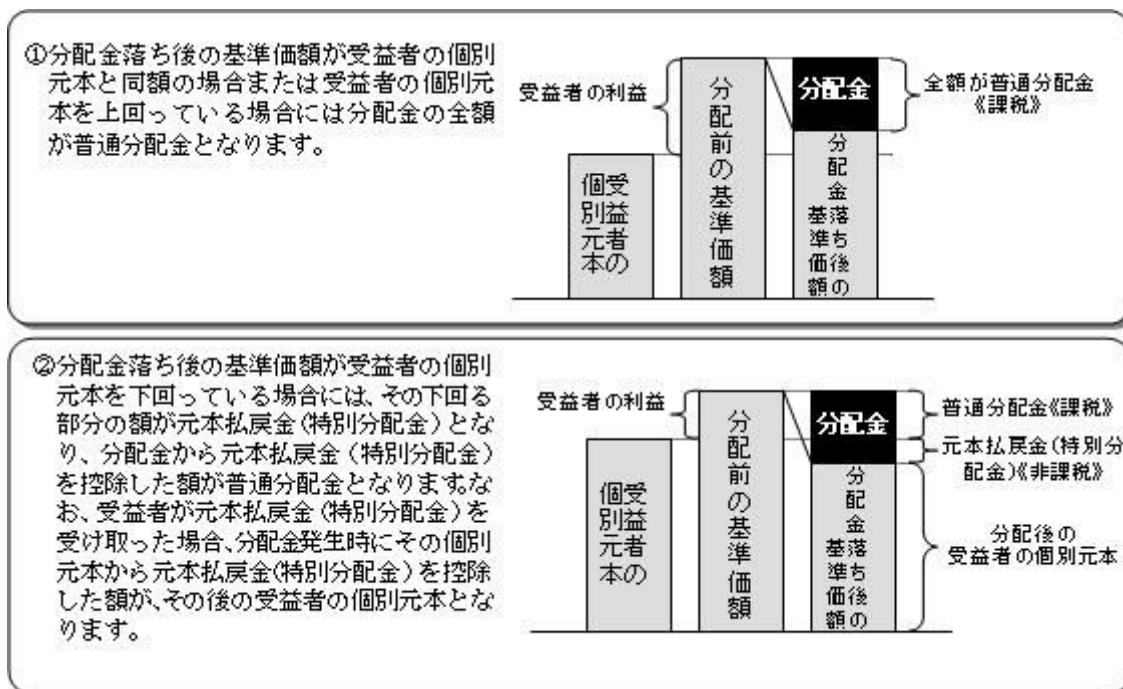 ①分配金落ち後の基準価額が受益者の個別
元本と同額の場合または受益者の個別元
本を上回っている場合には分配金の全額
が普通分配金となります。
受益者の利益
受益者の
個別元本
分配前の基準価額
分配金
分配金落ち後の
基準価額
全額が普通分配金
《課税》
②分配金落ち後の基準価額が受益者の個別
元本を下回っている場合には、その下回る
部分の額が元本払戻金(特別分配金)とな
り、分配金から元本払戻金(特別分配金)
を控除した額が普通分配金となります。な
お、受益者が元本払戻金(特別分配金)を
受け取った場合、分配金発生時にその個別
元本から元本払戻金(特別分配金)を控除
した額が、その後の受益者の個別元本とな
ります。
受益者の利益
受益者の
個別元本
分配前の基準価額
分配金
分配金落ち後の
基準価額
普通分配金《課税》
元本払戻金(特別分
配金)《非課税》
分配後の
受益者の個別元本